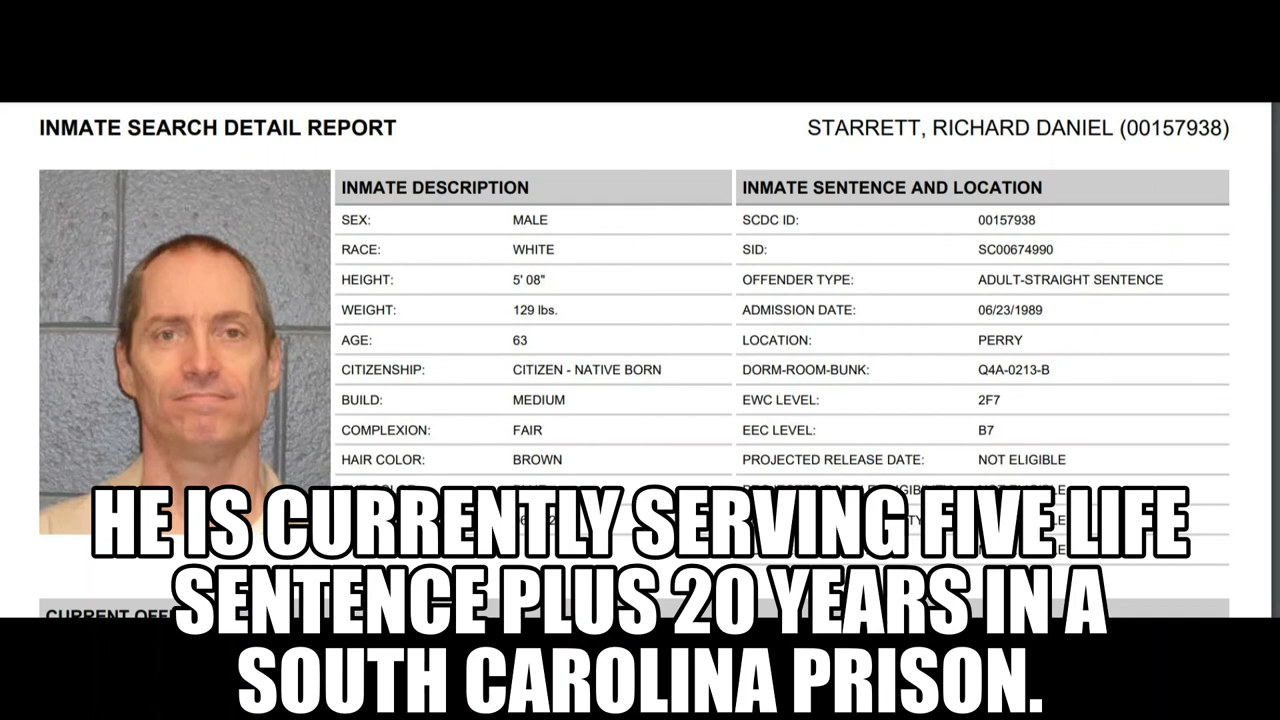 INMATE SEARCH DETAIL REPORT
STARRETT, RICHARD DANIEL (00157938)
INMATE DESCRIPTION
SEX: MALE
RACE: WHITE
HEIGHT: 5' 08"
WEIGHT: 129 lbs.
AGE: 63
CITIZENSHIP: CITIZEN - NATIVE BORN
BUILD: MEDIUM
COMPLEXION: FAIR
HAIR COLOR: BROWN
INMATE SENTENCE AND LOCATION
SCDC ID: 00157938
SID: SC00674990
OFFENDER TYPE: ADULT-STRAIGHT SENTENCE
ADMISSION DATE: 06/23/1989
LOCATION: PERRY
DORM-ROOM-BUNK: Q4A-0213-B
EWC LEVEL: 2F7
EEC LEVEL: B7
PROJECTED RELEASE DATE: NOT ELIGIBLE
CURRENT
HE IS CURRENTLY SERVING FIVE LIFE
SENTENCE PLUS 20 YEARS IN A
SOUTH CAROLINA PRISON.